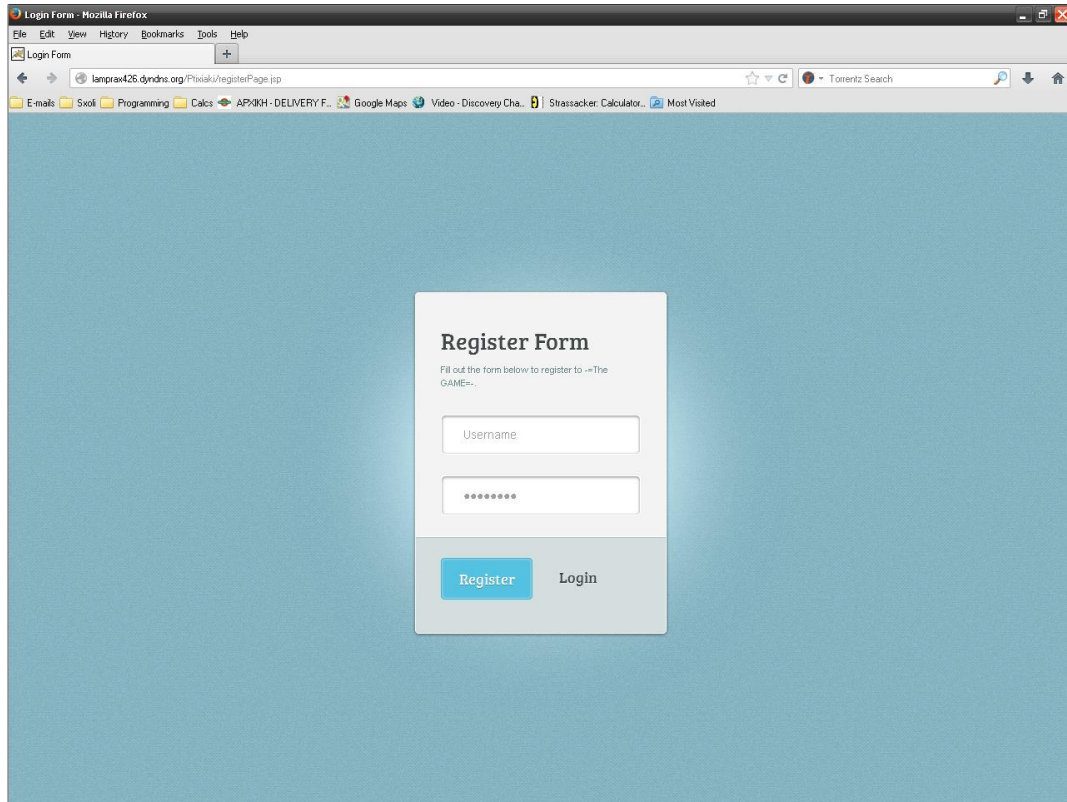 Login Form - Mozilla Firefox
File Edit View History Bookmarks Tools Help
Login Form
lamprax426.dyndns.org/Ptixiaki/registerPage.jsp
Torrentz Search
E-mails Sxoli Programming Calcs ΑΡΧΙΚΗ - DELIVERY F... Google Maps Video - Discovery Cha... Strassacker: Calculator... Most Visited
Register Form
Fill out the form below to register to -=The
GAME=-.
Username
••••••••
Register Login